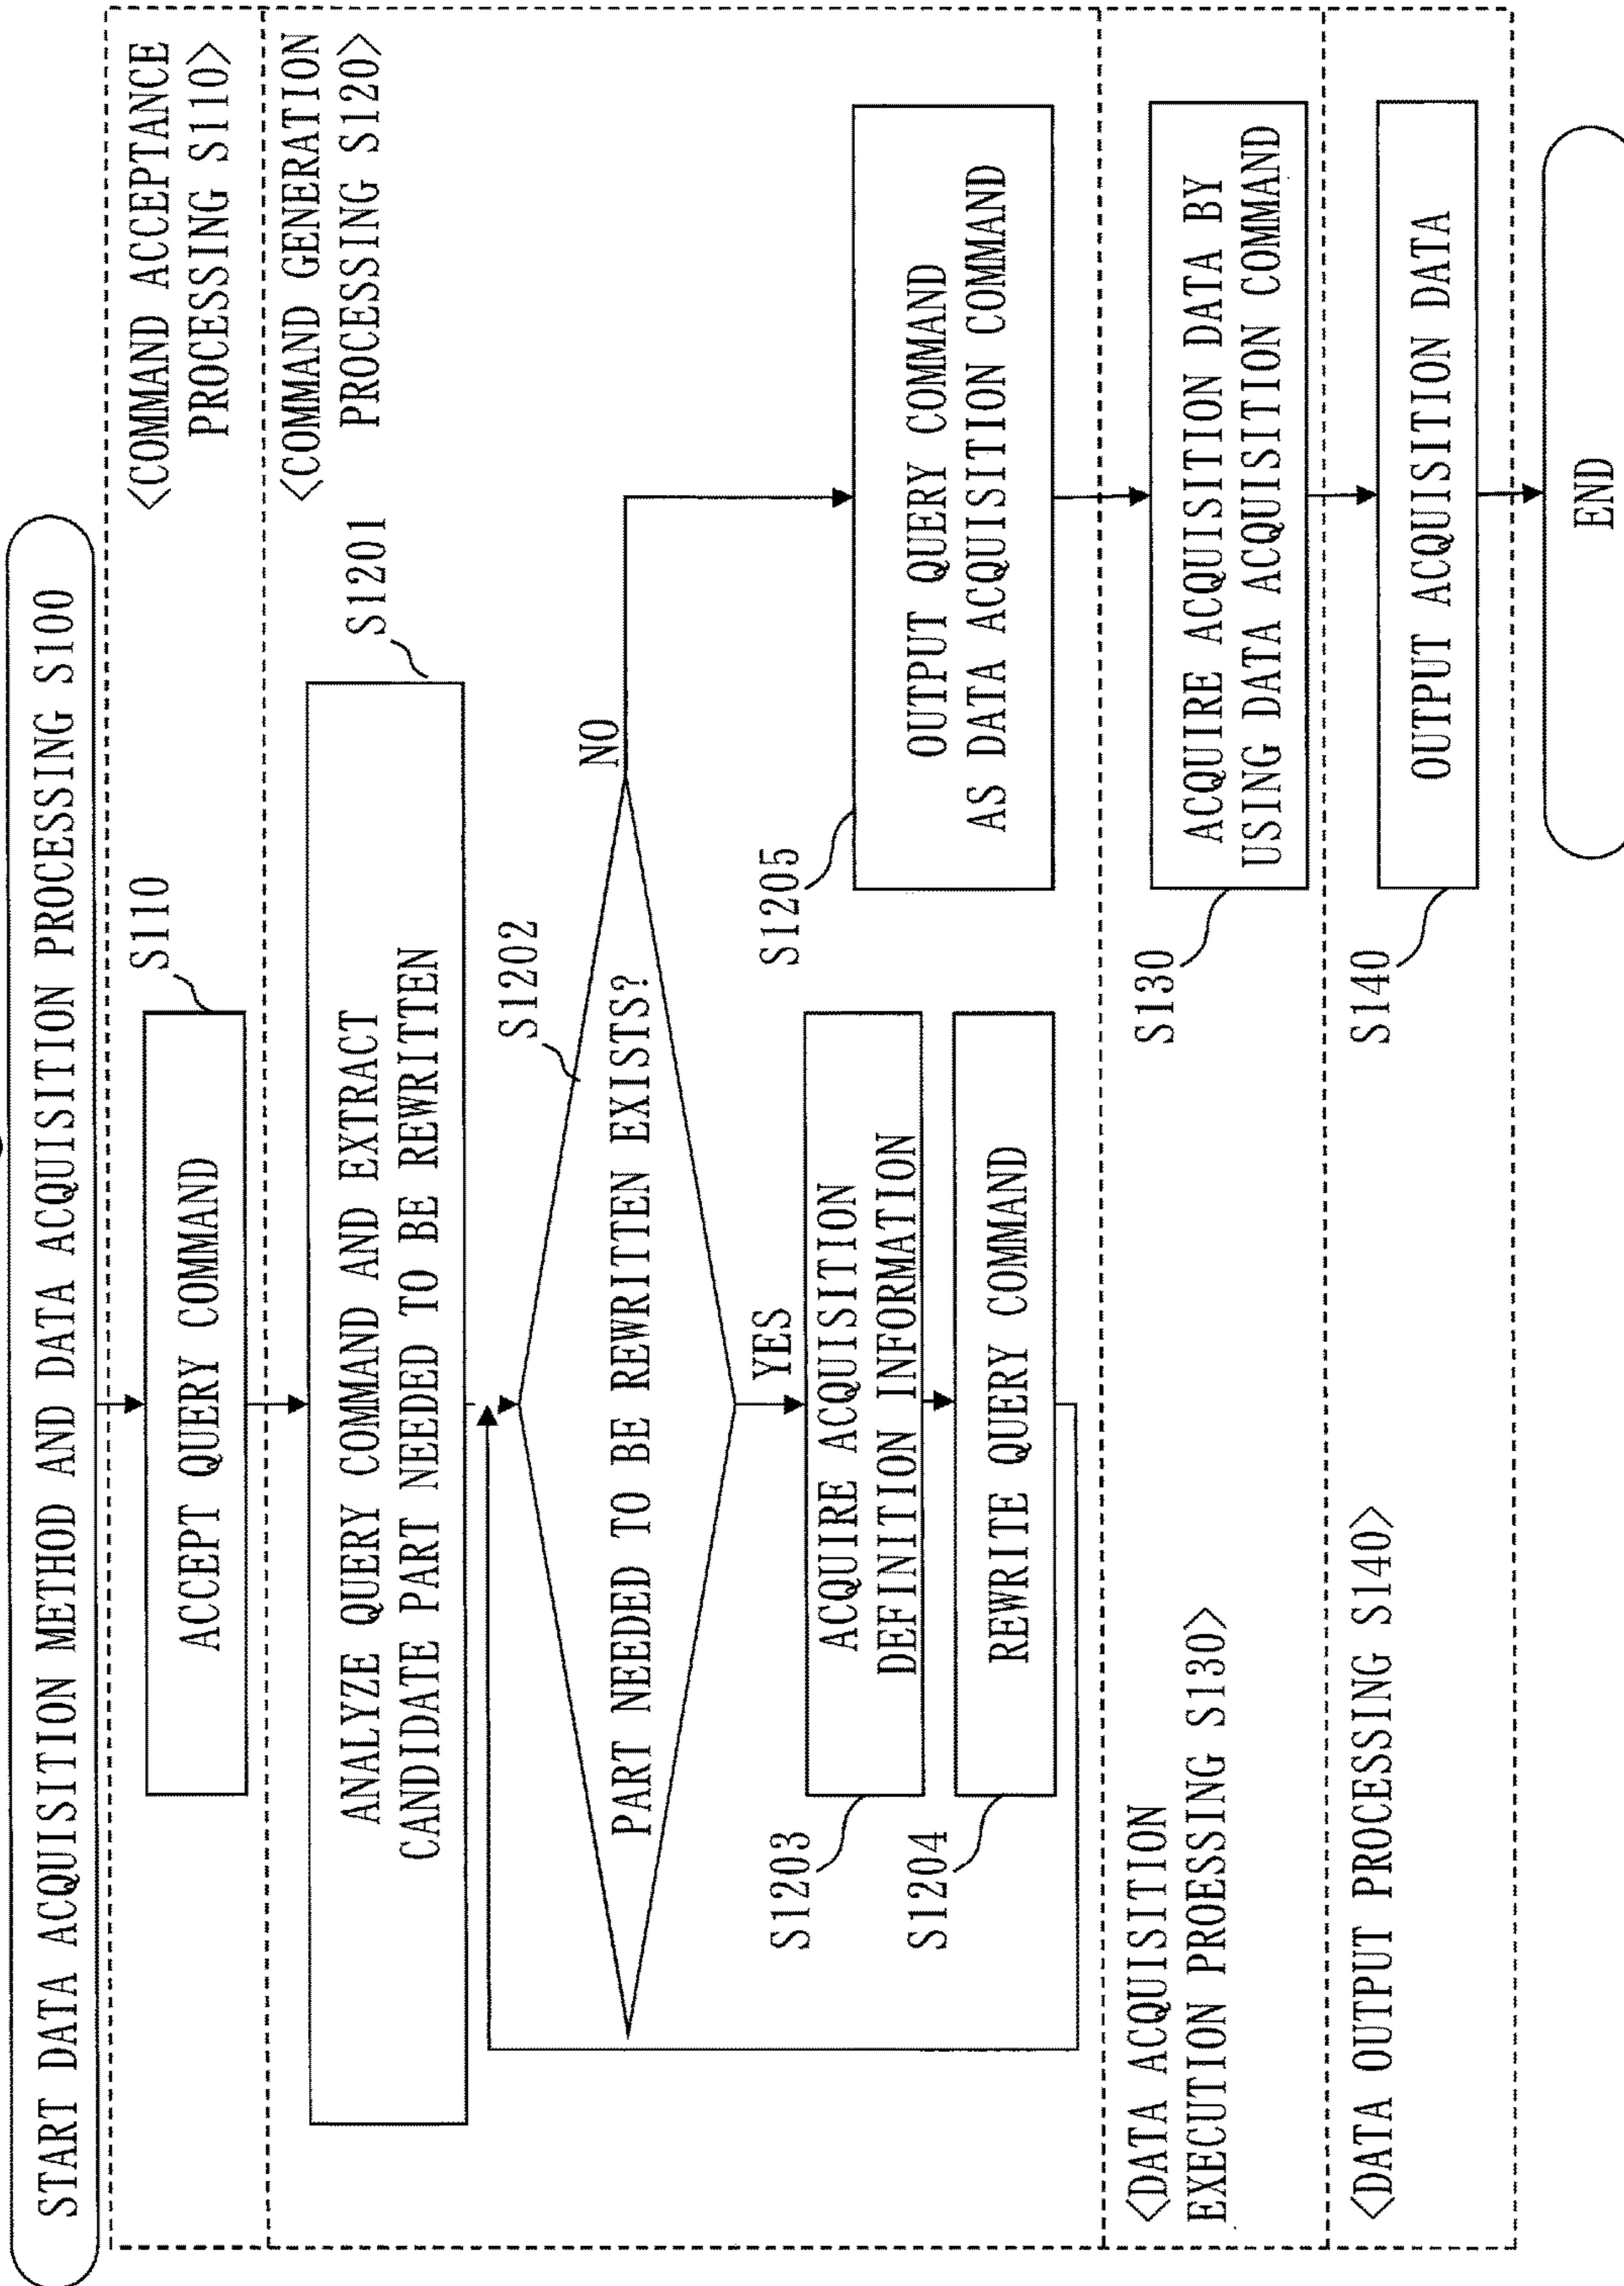 START DATA ACQUISITION METHOD AND DATA ACQUISITION PROCESSING S100
<COMMAND ACCEPTANCE
PROCESSING S110>
S110
ACCEPT QUERY COMMAND
<COMMAND GENERATION
PROCESSING S120>
S1201
ANALYZE QUERY COMMAND AND EXTRACT
CANDIDATE PART NEEDED TO BE REWRITTEN
S1202
PART NEEDED TO BE REWRITTEN EXISTS?
NO
YES
S1203
ACQUIRE ACQUISITION
DEFINITION INFORMATION
S1204
REWRITE QUERY COMMAND
S1205
OUTPUT QUERY COMMAND
AS DATA ACQUISITION COMMAND
<DATA ACQUISITION
EXECUTION PROESSING S130>
S130
ACQUIRE ACQUISITION DATA BY
USING DATA ACQUISITION COMMAND
<DATA OUTPUT PROCESSING S140>
S140
OUTPUT ACQUISITION DATA
END